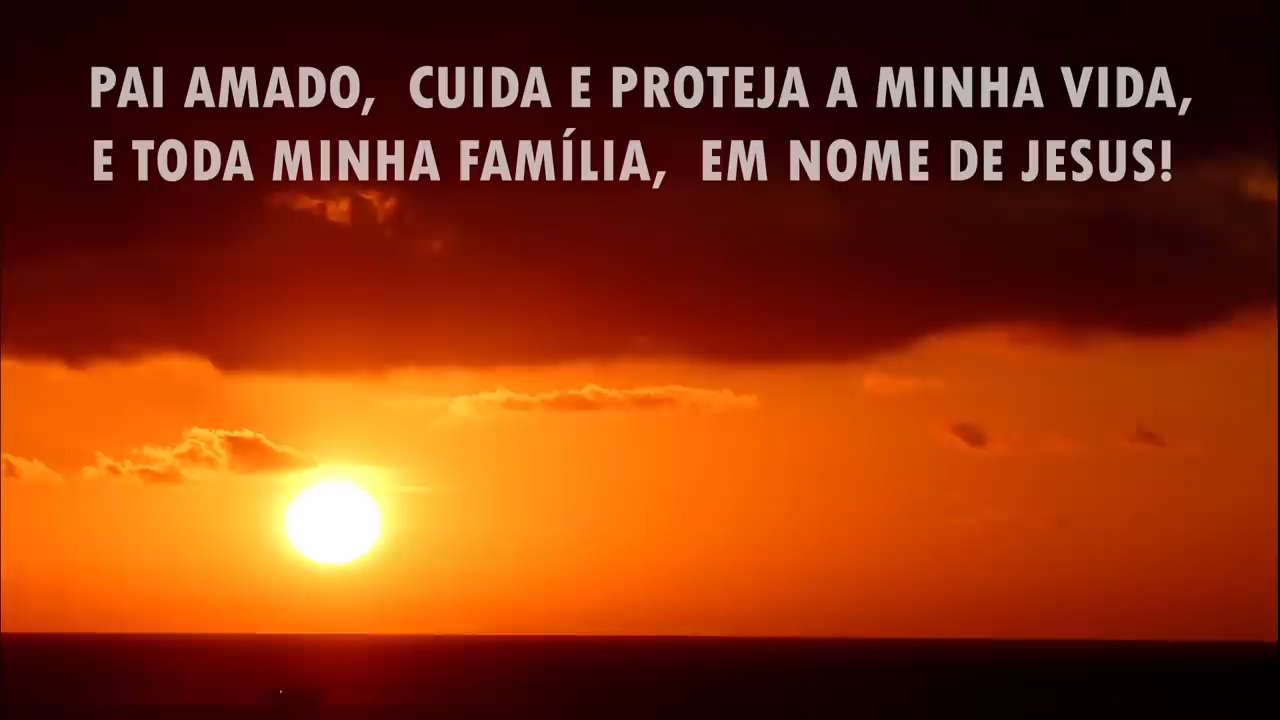 PAI AMADO, CUIDA E PROTEJA A MINHA VIDA,
E TODA MINHA FAMÍLIA, EM NOME DE JESUS!